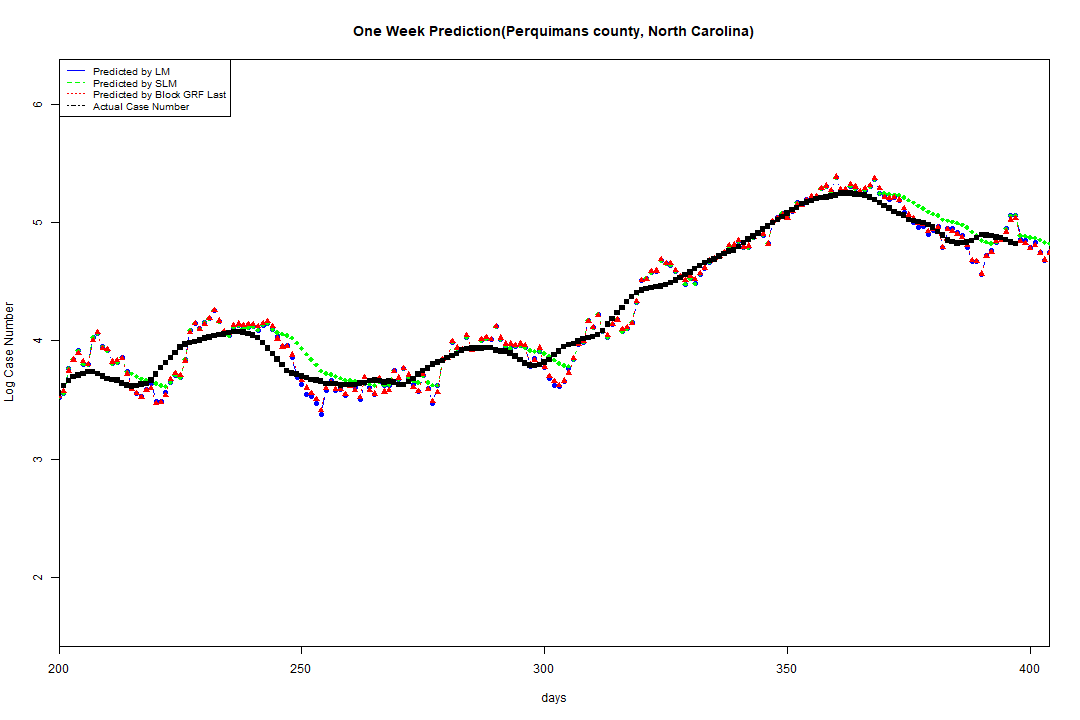 One Week Prediction(Perquimans county, North Carolina)
Predicted by LM
Predicted by SLM
Predicted by Block GRF Last
Actual Case Number
Log Case Number
6
5
4
3
2
200 250 300 350 400
days